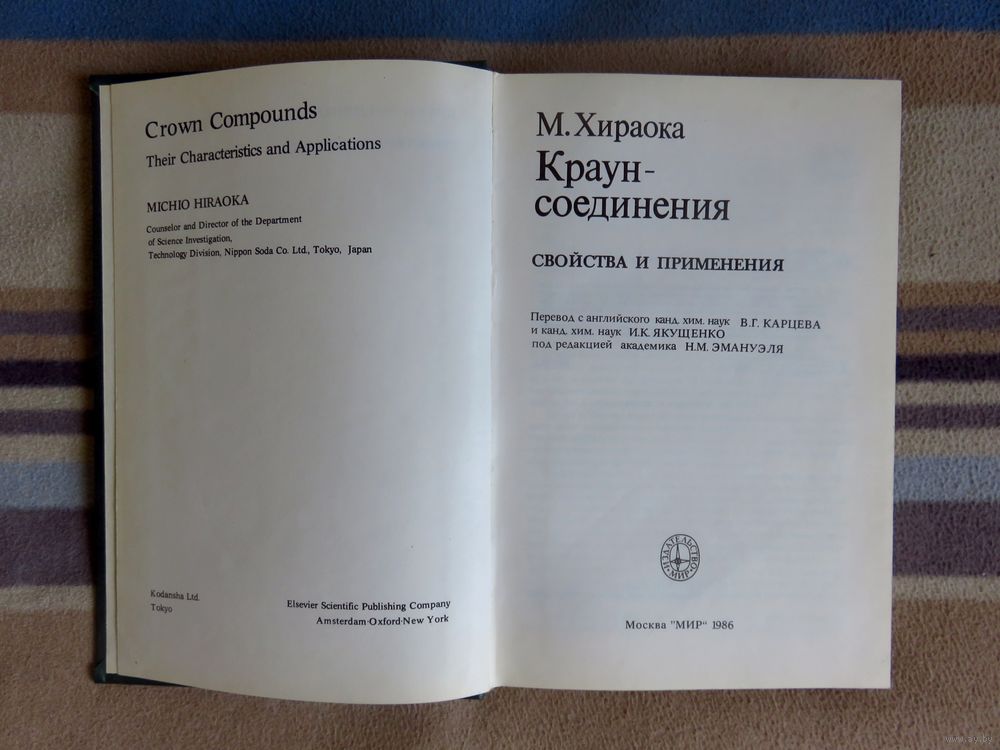 Crown Compounds
Their Characteristics and Applications
MICHIO HIRAOKA
Counselor and Director of the Department
of Science Investigation,
Technology Division, Nippon Soda Co. Ltd., Tokyo, Japan
Kodansha Ltd.
Tokyo
Elsevier Scientific Publishing Company
Amsterdam·Oxford·New York
М. Хираока
Краун-
соединения
СВОЙСТВА И ПРИМЕНЕНИЯ
Перевод с английского канд. хим. наук В.Г. КАРЦЕВА
и канд. хим. наук И.К. ЯКУЩЕНКО
под редакцией академика Н.М. ЭМАНУЭЛЯ
ИЗДАТЕЛЬСТВО
·МИР·
Москва "МИР" 1986
www.ay.by